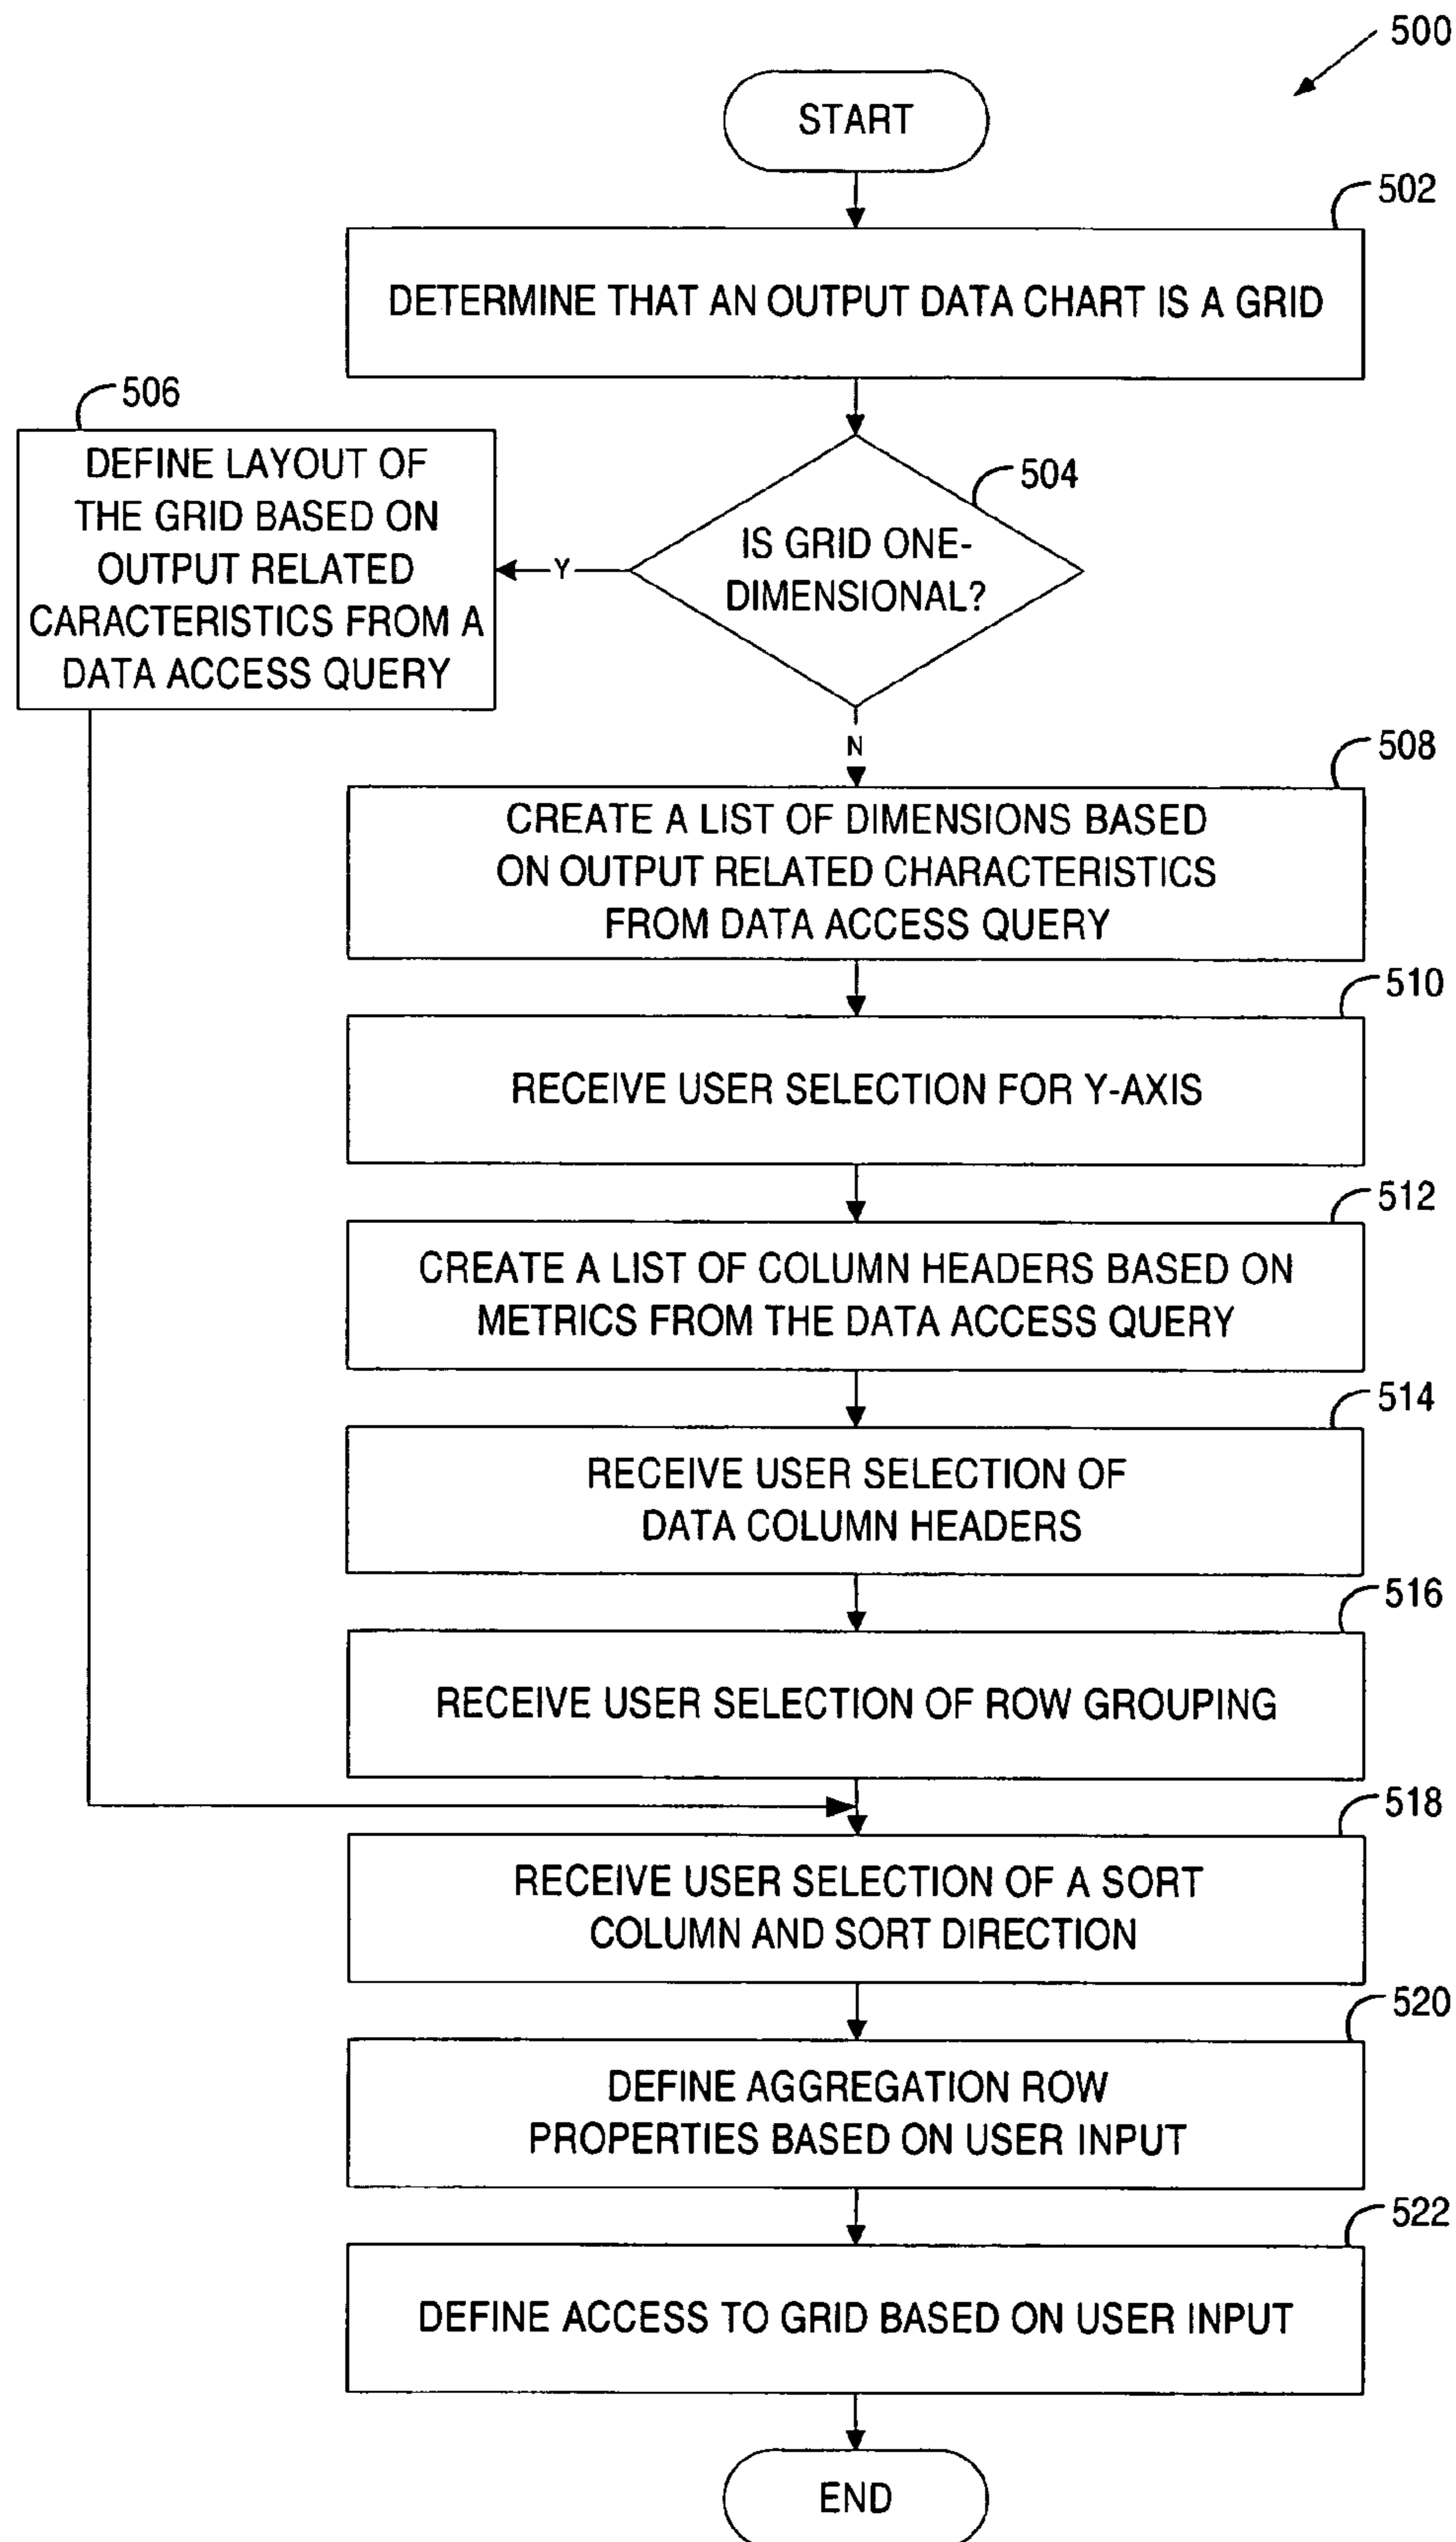 500
START
502
DETERMINE THAT AN OUTPUT DATA CHART IS A GRID
506
DEFINE LAYOUT OF
THE GRID BASED ON
OUTPUT RELATED
CARACTERISTICS FROM A
DATA ACCESS QUERY
504
IS GRID ONE-
DIMENSIONAL?
Y
N
508
CREATE A LIST OF DIMENSIONS BASED
ON OUTPUT RELATED CHARACTERISTICS
FROM DATA ACCESS QUERY
510
RECEIVE USER SELECTION FOR Y-AXIS
512
CREATE A LIST OF COLUMN HEADERS BASED ON
METRICS FROM THE DATA ACCESS QUERY
514
RECEIVE USER SELECTION OF
DATA COLUMN HEADERS
516
RECEIVE USER SELECTION OF ROW GROUPING
518
RECEIVE USER SELECTION OF A SORT
COLUMN AND SORT DIRECTION
520
DEFINE AGGREGATION ROW
PROPERTIES BASED ON USER INPUT
522
DEFINE ACCESS TO GRID BASED ON USER INPUT
END